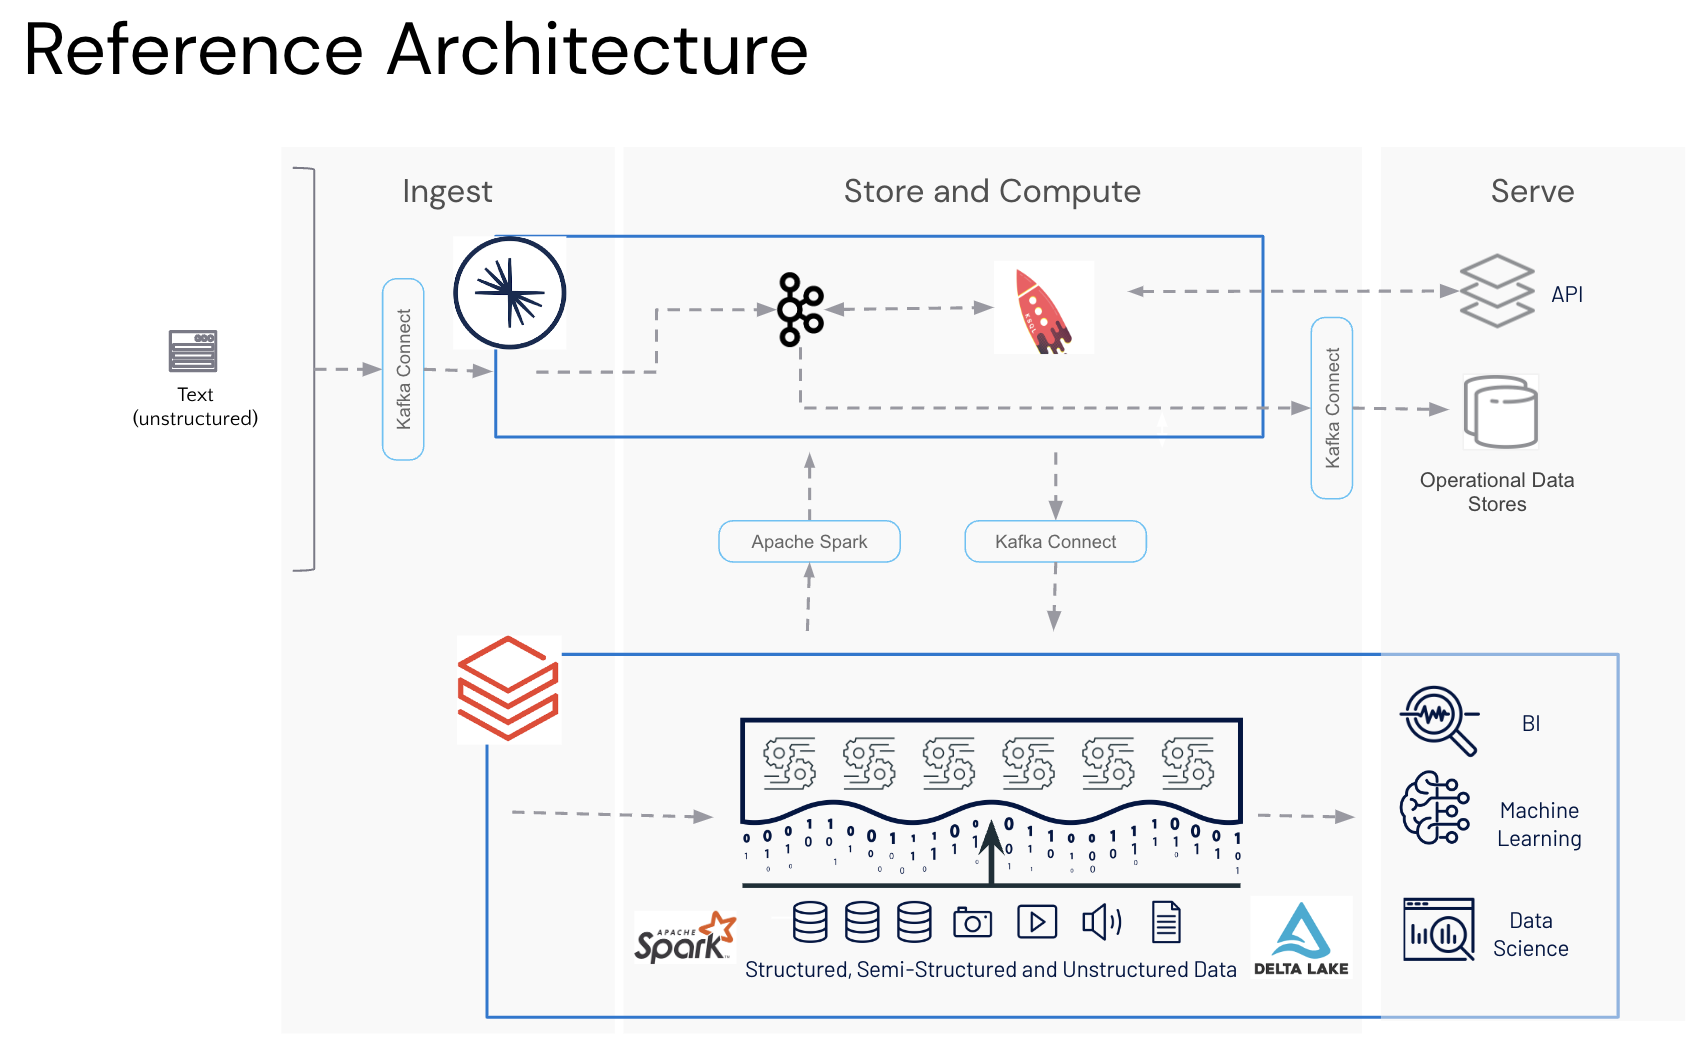 Reference Architecture
Ingest
Store and Compute
Serve
Text
(unstructured)
Kafka Connect
KSQL
API
Kafka Connect
Operational Data
Stores
Apache Spark
Kafka Connect
BI
Machine
Learning
Data
Science
APACHE
Spark
DELTA LAKE
Structured, Semi-Structured and Unstructured Data